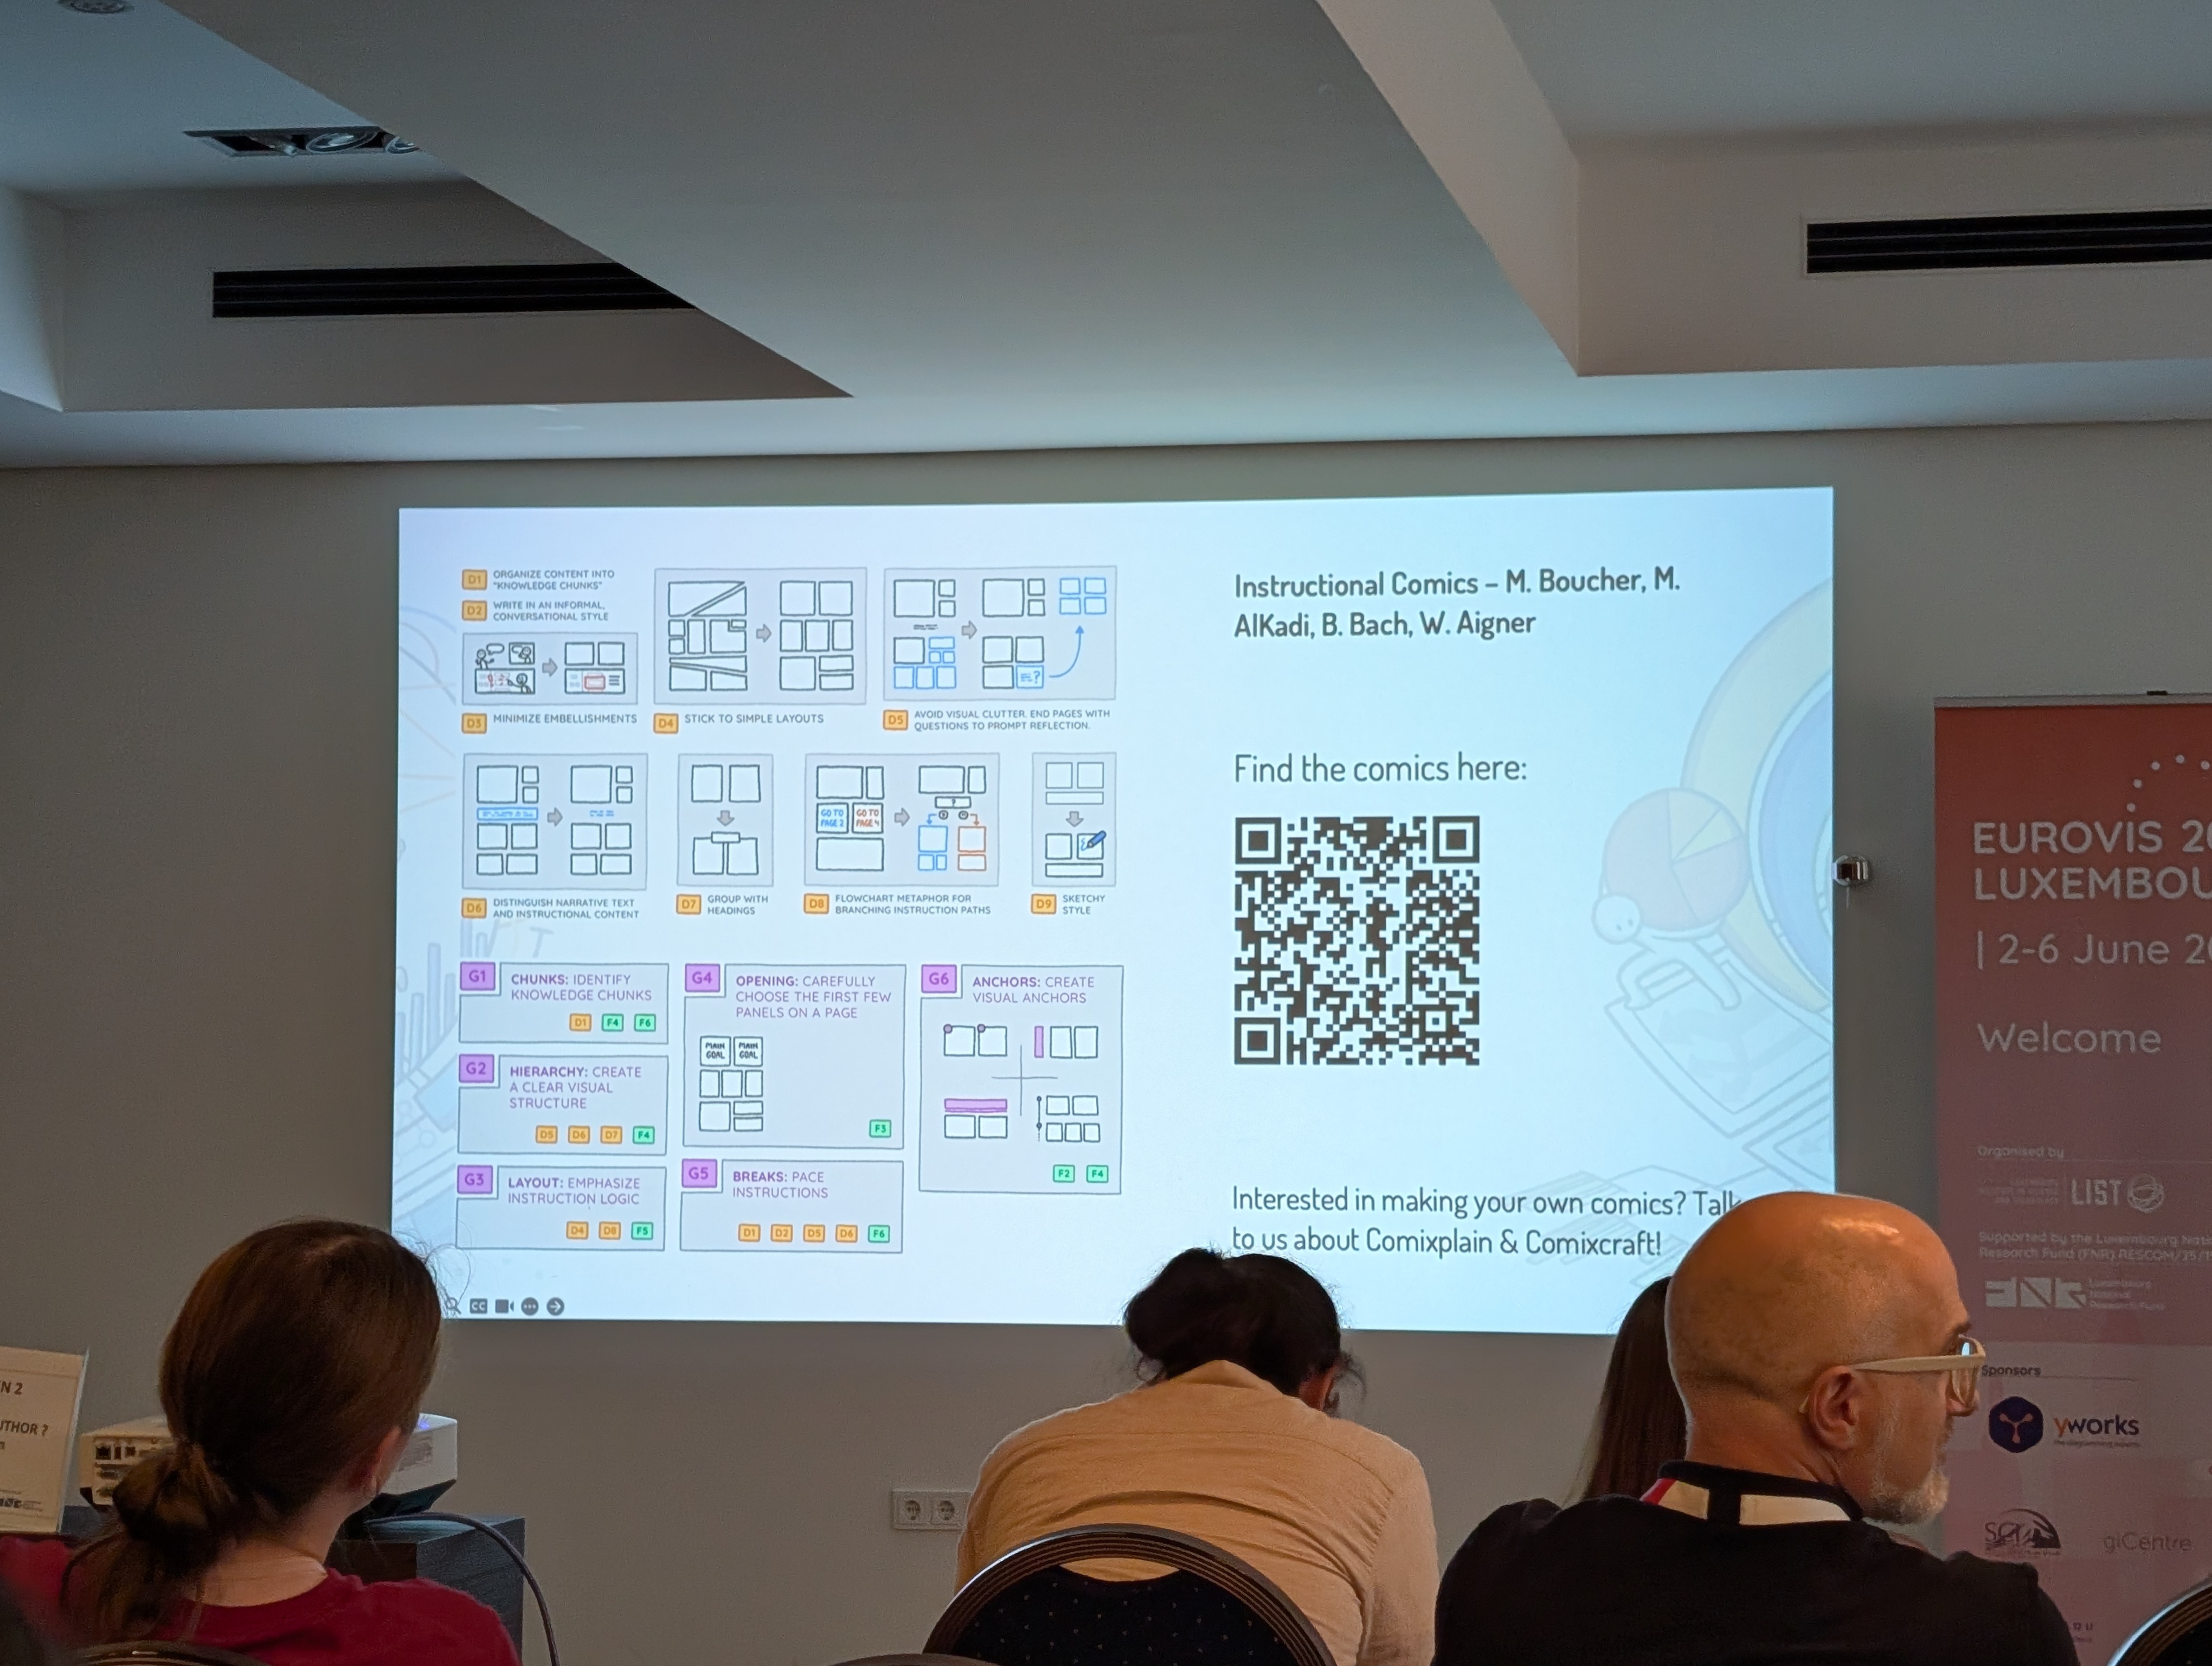 D1 ORGANIZE CONTENT INTO
"KNOWLEDGE CHUNKS"
D2 WRITE IN AN INFORMAL,
CONVERSATIONAL STYLE
D3 MINIMIZE EMBELLISHMENTS
D4 STICK TO SIMPLE LAYOUTS
D5 AVOID VISUAL CLUTTER. END PAGES WITH
QUESTIONS TO PROMPT REFLECTION.
D6 DISTINGUISH NARRATIVE TEXT
AND INSTRUCTIONAL CONTENT
D7 GROUP WITH
HEADINGS
GO TO
PAGE 2
GO TO
PAGE 4
D8 FLOWCHART METAPHOR FOR
BRANCHING INSTRUCTION PATHS
D9 SKETCHY
STYLE
G1 CHUNKS: IDENTIFY
KNOWLEDGE CHUNKS
D1 F4 F6
G2 HIERARCHY: CREATE
A CLEAR VISUAL
STRUCTURE
D5 D6 D7 F4
G3 LAYOUT: EMPHASIZE
INSTRUCTION LOGIC
D4 D8 F5
G4 OPENING: CAREFULLY
CHOOSE THE FIRST FEW
PANELS ON A PAGE
MAIN
GOAL
MAIN
GOAL
F3
G5 BREAKS: PACE
INSTRUCTIONS
D1 D2 D5 D6 F6
G6 ANCHORS: CREATE
VISUAL ANCHORS
F2 F4
Instructional Comics – M. Boucher, M.
AlKadi, B. Bach, W. Aigner
Find the comics here:
Interested in making your own comics? Talk
to us about Comixplain & Comixcraft!
CC
EUROVIS 20
LUXEMBOU
| 2-6 June 20
Welcome
Organised by
LIST
Supported by the Luxembourg Nati
Research Fund (FNR) RESCOM/25/
Luxembourg
National
Research Fund
Sponsors
yworks
the diagramming experts
giCentre
N 2
THOR ?